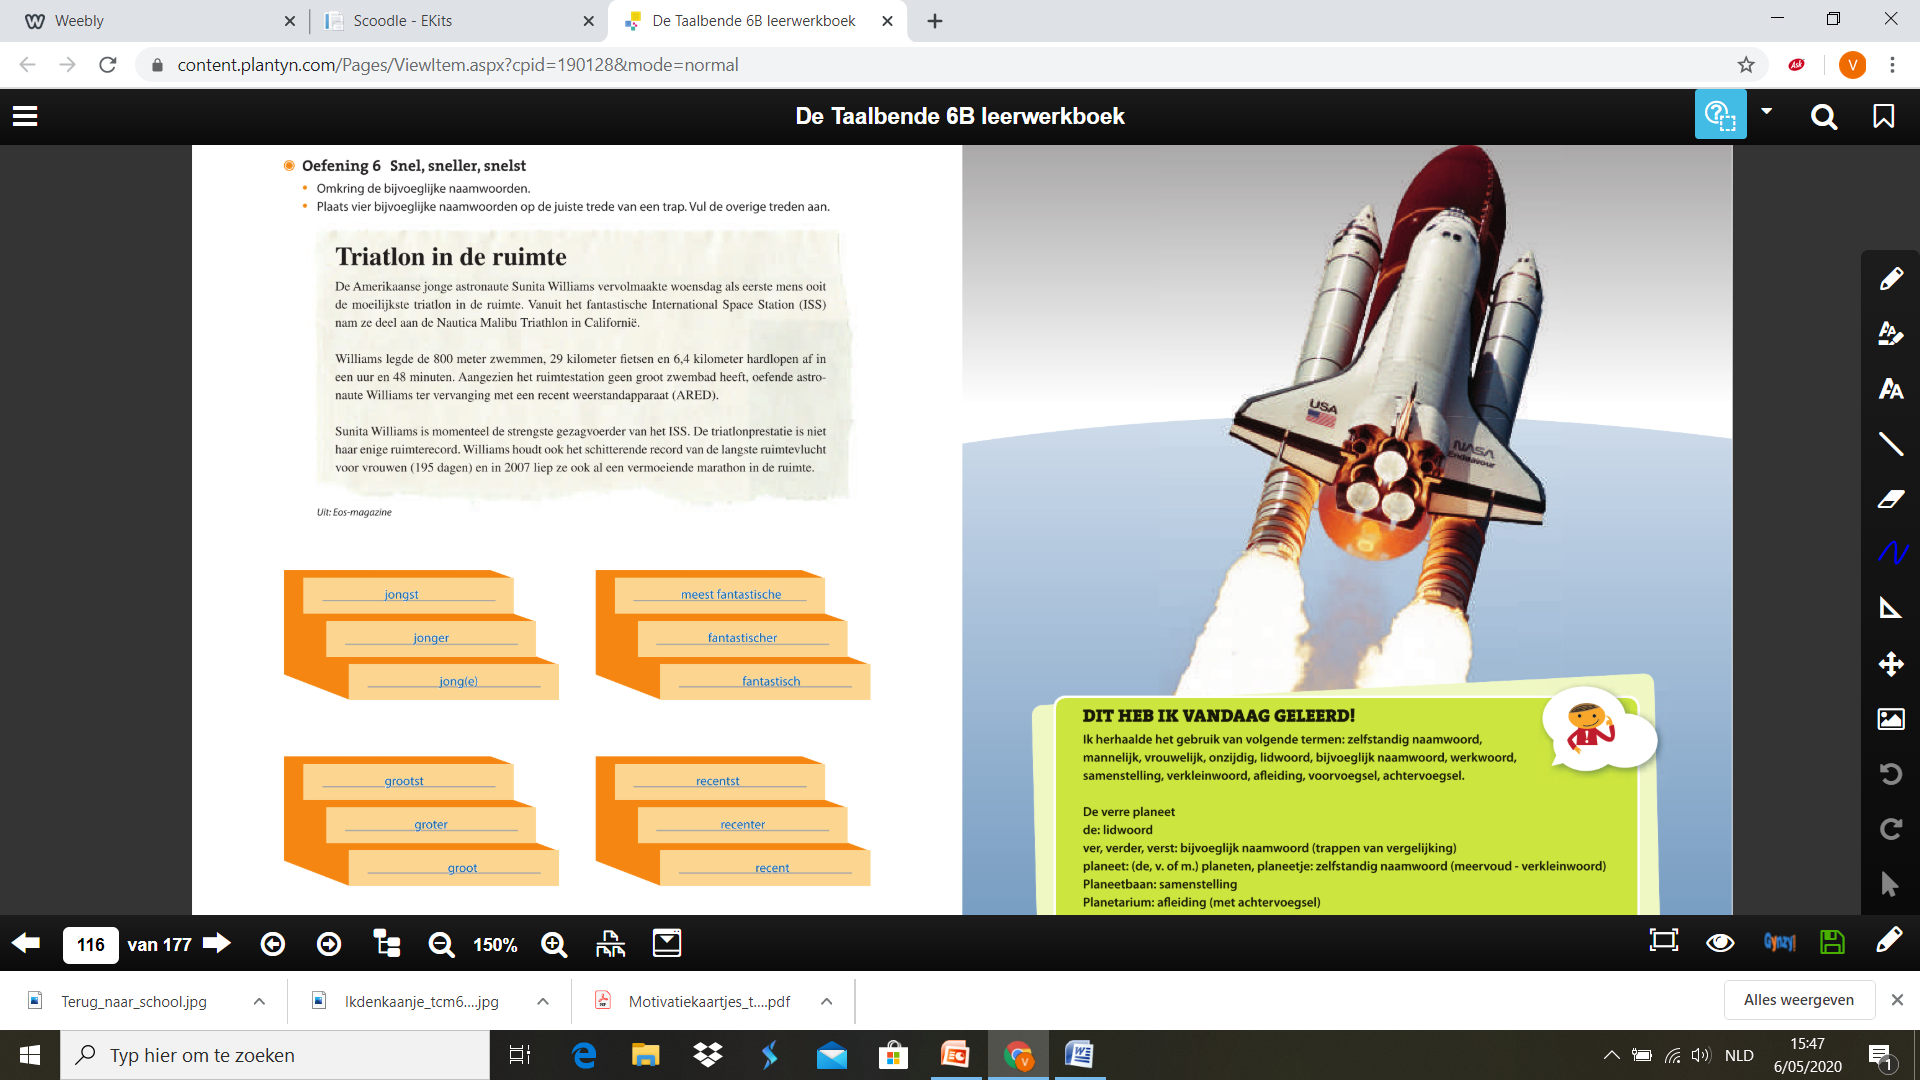 Weebly
Scoodle - EKits
De Taalbende 6B leerwerkboek
content.plantyn.com/Pages/ViewItem.aspx?cpid=190128&mode=normal
Ask
V
De Taalbende 6B leerwerkboek
Oefening 6 Snel, sneller, snelst
• Omkring de bijvoeglijke naamwoorden.
• Plaats vier bijvoeglijke naamwoorden op de juiste trede van een trap. Vul de overige treden aan.
Triatlon in de ruimte
De Amerikaanse jonge astronaute Sunita Williams vervolmaakte woensdag als eerste mens ooit
de moeilijkste triatlon in de ruimte. Vanuit het fantastische International Space Station (ISS)
nam ze deel aan de Nautica Malibu Triathlon in Californië.
Williams legde de 800 meter zwemmen, 29 kilometer fietsen en 6,4 kilometer hardlopen af in
een uur en 48 minuten. Aangezien het ruimtestation geen groot zwembad heeft, oefende astro-
naute Williams ter vervanging met een recent weerstandapparaat (ARED).
Sunita Williams is momenteel de strengste gezagvoerder van het ISS. De triatlonprestatie is niet
haar enige ruimterecord. Williams houdt ook het schitterende record van de langste ruimtevlucht
voor vrouwen (195 dagen) en in 2007 liep ze ook al een vermoeiende marathon in de ruimte.
Uit: Eos-magazine
jongst
jonger
jong(e)
meest fantastische
fantastischer
fantastisch
grootst
groter
groot
recentst
recenter
recent
USA
NASA
Endeavour
DIT HEB IK VANDAAG GELEERD!
Ik herhaalde het gebruik van volgende termen: zelfstandig naamwoord,
mannelijk, vrouwelijk, onzijdig, lidwoord, bijvoeglijk naamwoord, werkwoord,
samenstelling, verkleinwoord, afleiding, voorvoegsel, achtervoegsel.
De verre planeet
de: lidwoord
ver, verder, verst: bijvoeglijk naamwoord (trappen van vergelijking)
planeet: (de, v. of m.) planeten, planeetje: zelfstandig naamwoord (meervoud - verkleinwoord)
Planeetbaan: samenstelling
Planetarium: afleiding (met achtervoegsel)
116 van 177
150%
Gynzy!
Terug_naar_school.jpg
Ikdenkaanje_tcm6....jpg
Motivatiekaartjes_t....pdf
Alles weergeven
Typ hier om te zoeken
NLD
15:47
6/05/2020
1